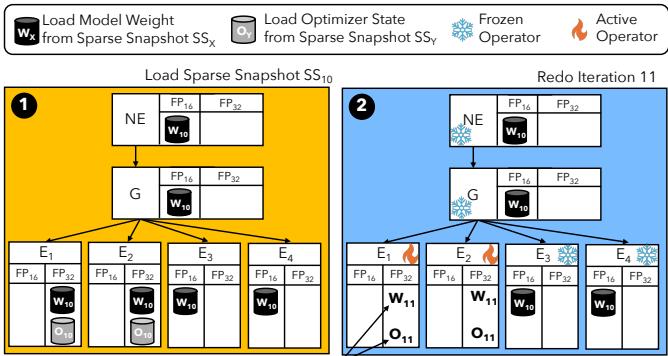 Load Model Weight
from Sparse Snapshot SSX
WX
Load Optimizer State
from Sparse Snapshot SSY
OY
Frozen
Operator
Active
Operator
Load Sparse Snapshot SS10
1
NE
FP16 FP32
W10
G
FP16 FP32
W10
E1 E2 E3 E4
FP16 FP32 FP16 FP32 FP16 FP32 FP16 FP32
W10 W10 W10 W10
O10 O10
Redo Iteration 11
2
NE
FP16 FP32
W10
G
FP16 FP32
W10
E1 E2 E3 E4
FP16 FP32 FP16 FP32 FP16 FP32 FP16 FP32
W11 W11 W10 W10
O11 O11